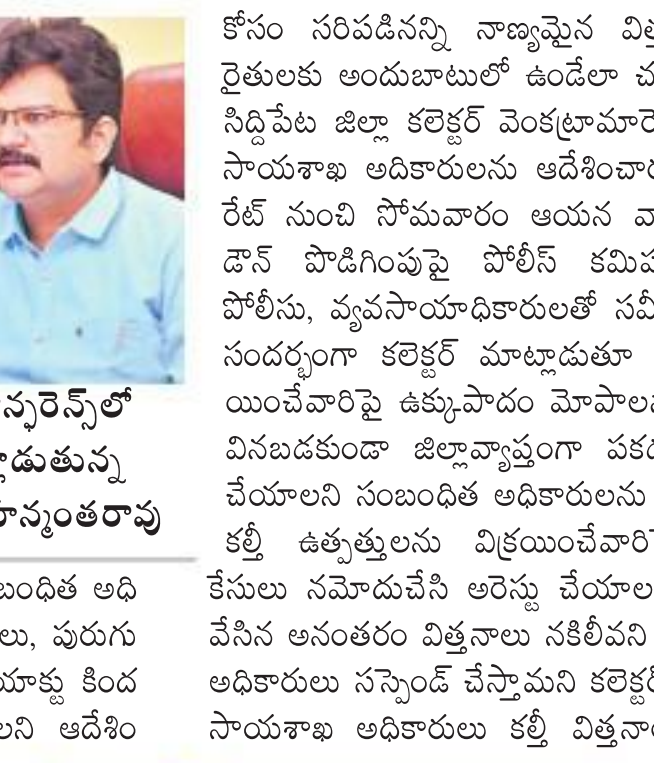 న్ఫరెన్స్‌లో
డుతున్న
న్మంతరావు
బంధిత అధి
లు, పురుగు
యాక్టు కింద
లని ఆదేశిం
కోసం సరిపడినన్ని నాణ్యమైన విత్త
రైతులకు అందుబాటులో ఉండేలా చ
సిద్దిపేట జిల్లా కలెక్టర్ వెంకట్రామారె
సాయశాఖ అదికారులను ఆదేశించార
రేట్ నుంచి సోమవారం ఆయన వా
డౌన్ పొడిగింపుపై పోలీస్ కమిష
పోలీసు, వ్యవసాయాధికారులతో సమీ
సందర్భంగా కలెక్టర్ మాట్లాడుతూ
యించేవారిపై ఉక్కుపాదం మోపాల
వినబడకుండా జిల్లావ్యాప్తంగా పకడ
చేయాలని సంబంధిత అధికారులను
కల్తీ ఉత్పత్తులను విక్రయించేవారి
కేసులు నమోదుచేసి అరెస్టు చేయాల
వేసిన అనంతరం విత్తనాలు నకిలీవని
అధికారులు సస్పెండ్ చేస్తామని కలెక్టర్
సాయశాఖ అధికారులు కల్తీ విత్తనా